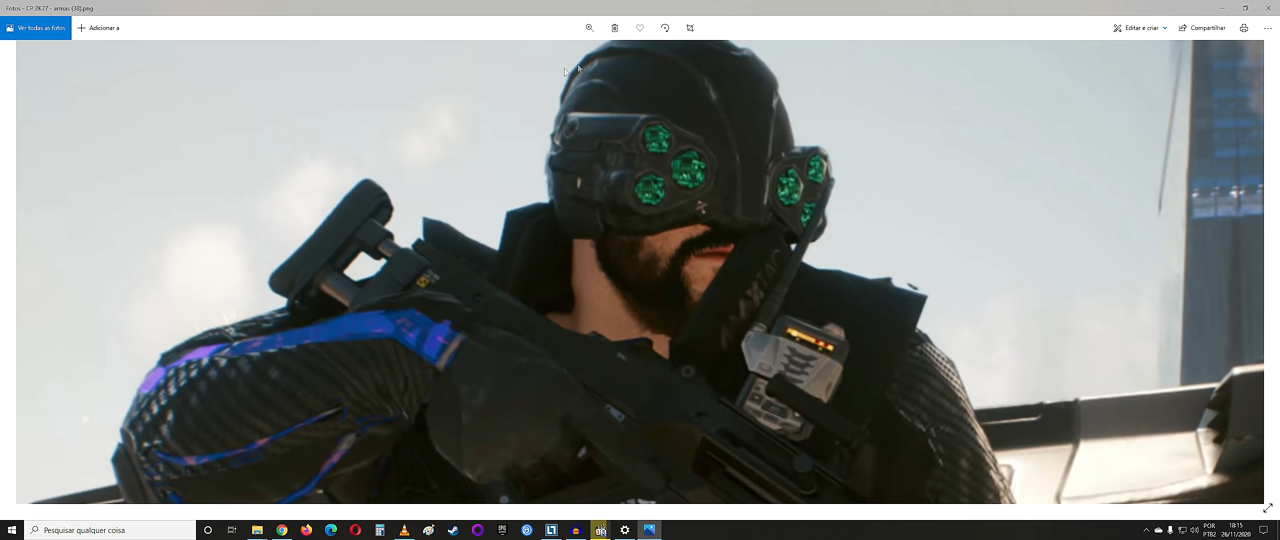 Fotos - CP 2K77 - armas (38).png
Ver todas as fotos
Adicionar a
Editar e criar
Compartilhar
Pesquisar qualquer coisa
POR
PTB2
18:15
26/11/2020